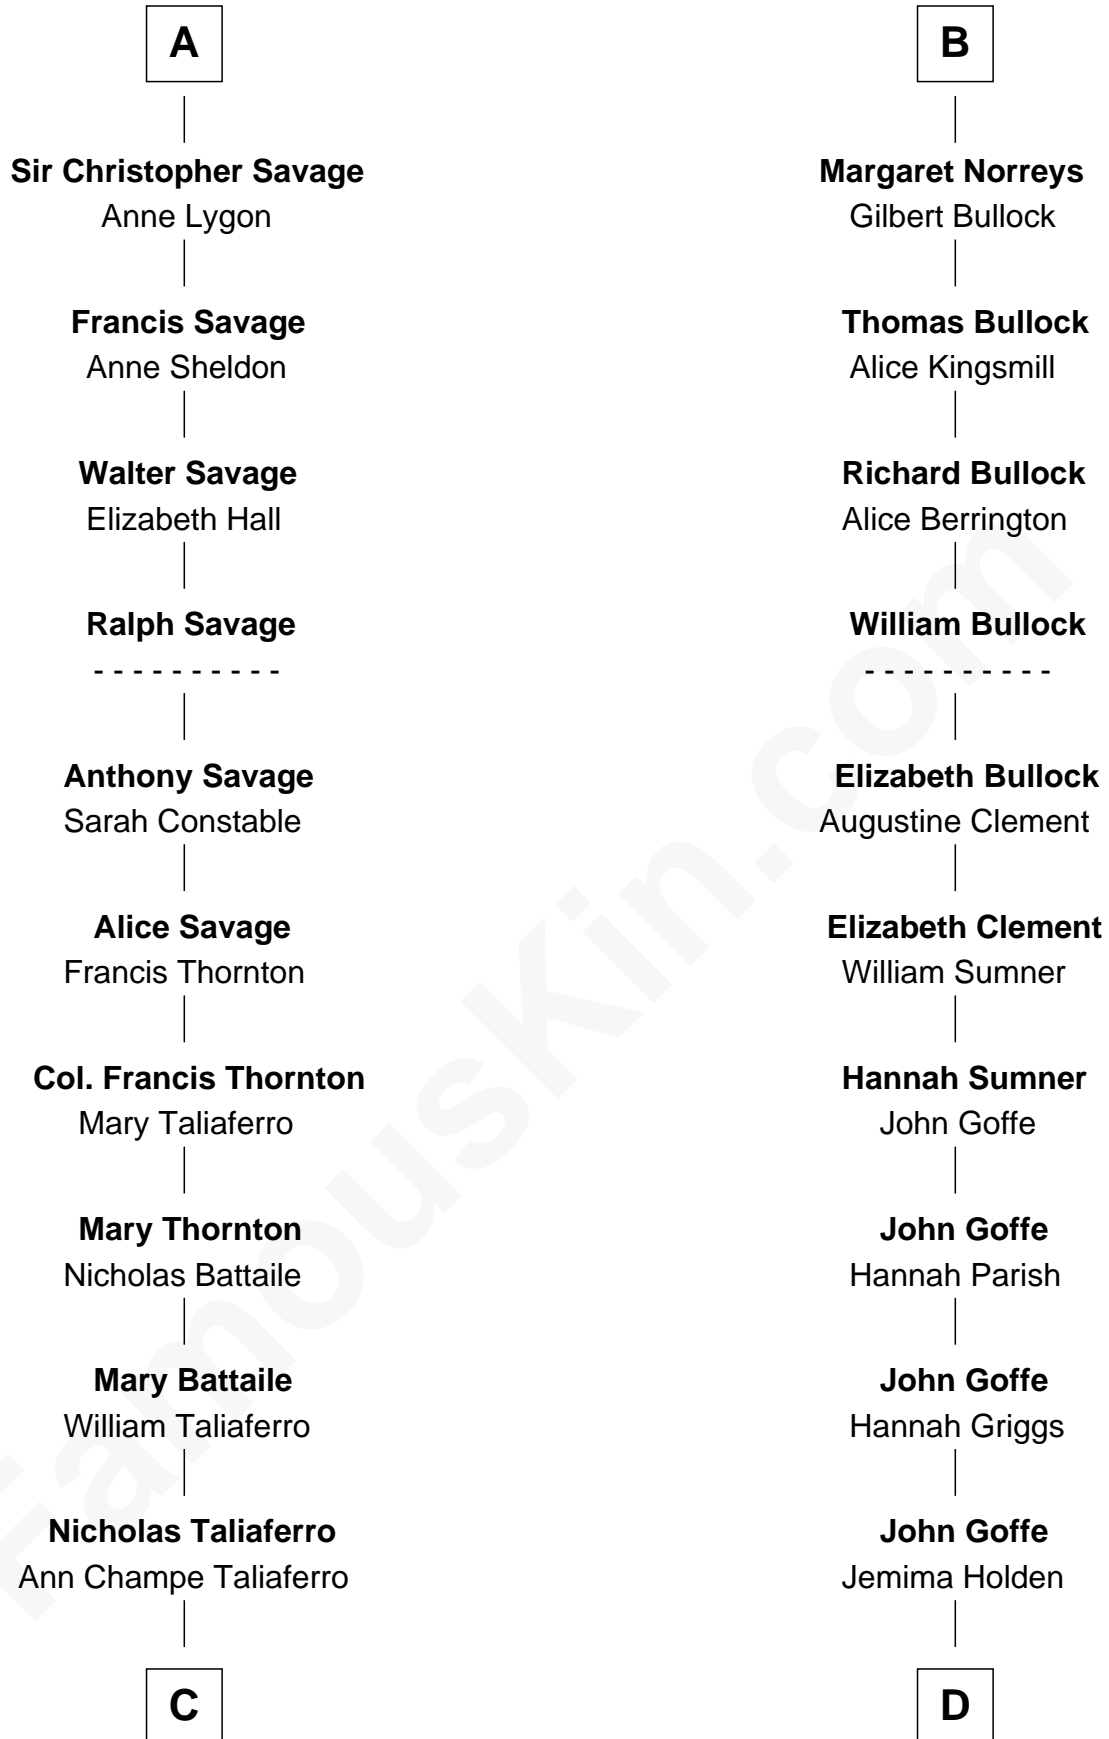 A
Sir Christopher Savage
Anne Lygon
Francis Savage
Anne Sheldon
Walter Savage
Elizabeth Hall
Ralph Savage
- - - - - - - - - -
Anthony Savage
Sarah Constable
Alice Savage
Francis Thornton
Col. Francis Thornton
Mary Taliaferro
Mary Thornton
Nicholas Battaile
Mary Battaile
William Taliaferro
Nicholas Taliaferro
Ann Champe Taliaferro
C
B
Margaret Norreys
Gilbert Bullock
Thomas Bullock
Alice Kingsmill
Richard Bullock
Alice Berrington
William Bullock
- - - - - - - - - -
Elizabeth Bullock
Augustine Clement
Elizabeth Clement
William Sumner
Hannah Sumner
John Goffe
John Goffe
Hannah Parish
John Goffe
Hannah Griggs
John Goffe
Jemima Holden
D
FamousKin.com